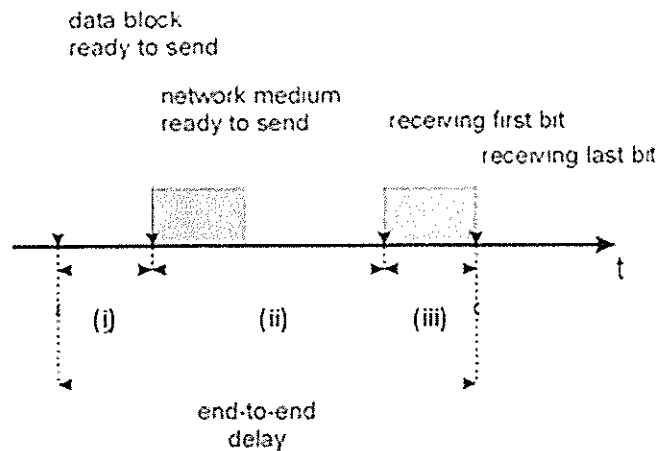 data block
ready to send
network medium
ready to send
receiving first bit
receiving last bit
t
(i)
(ii)
(iii)
end-to-end
delay